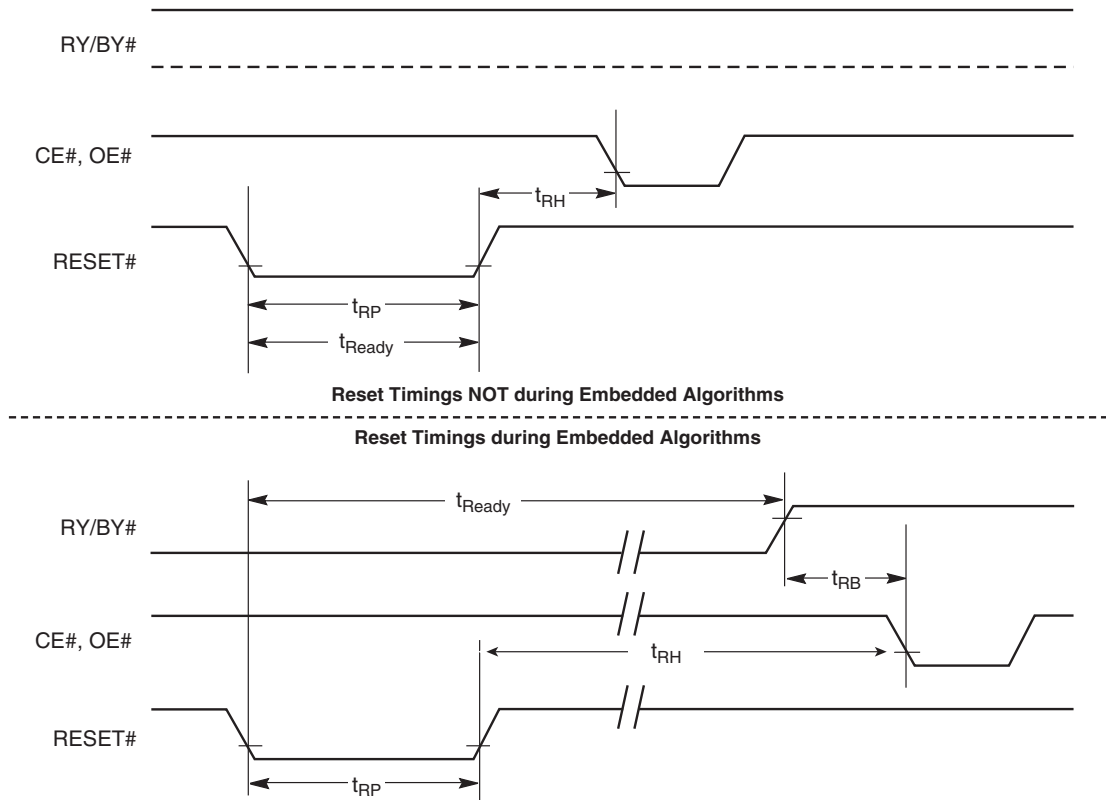 RY/BY#
CE#, OE#
tRH
RESET#
tRP
tReady
Reset Timings NOT during Embedded Algorithms
Reset Timings during Embedded Algorithms
tReady
RY/BY#
tRB
CE#, OE#
tRH
RESET#
tRP